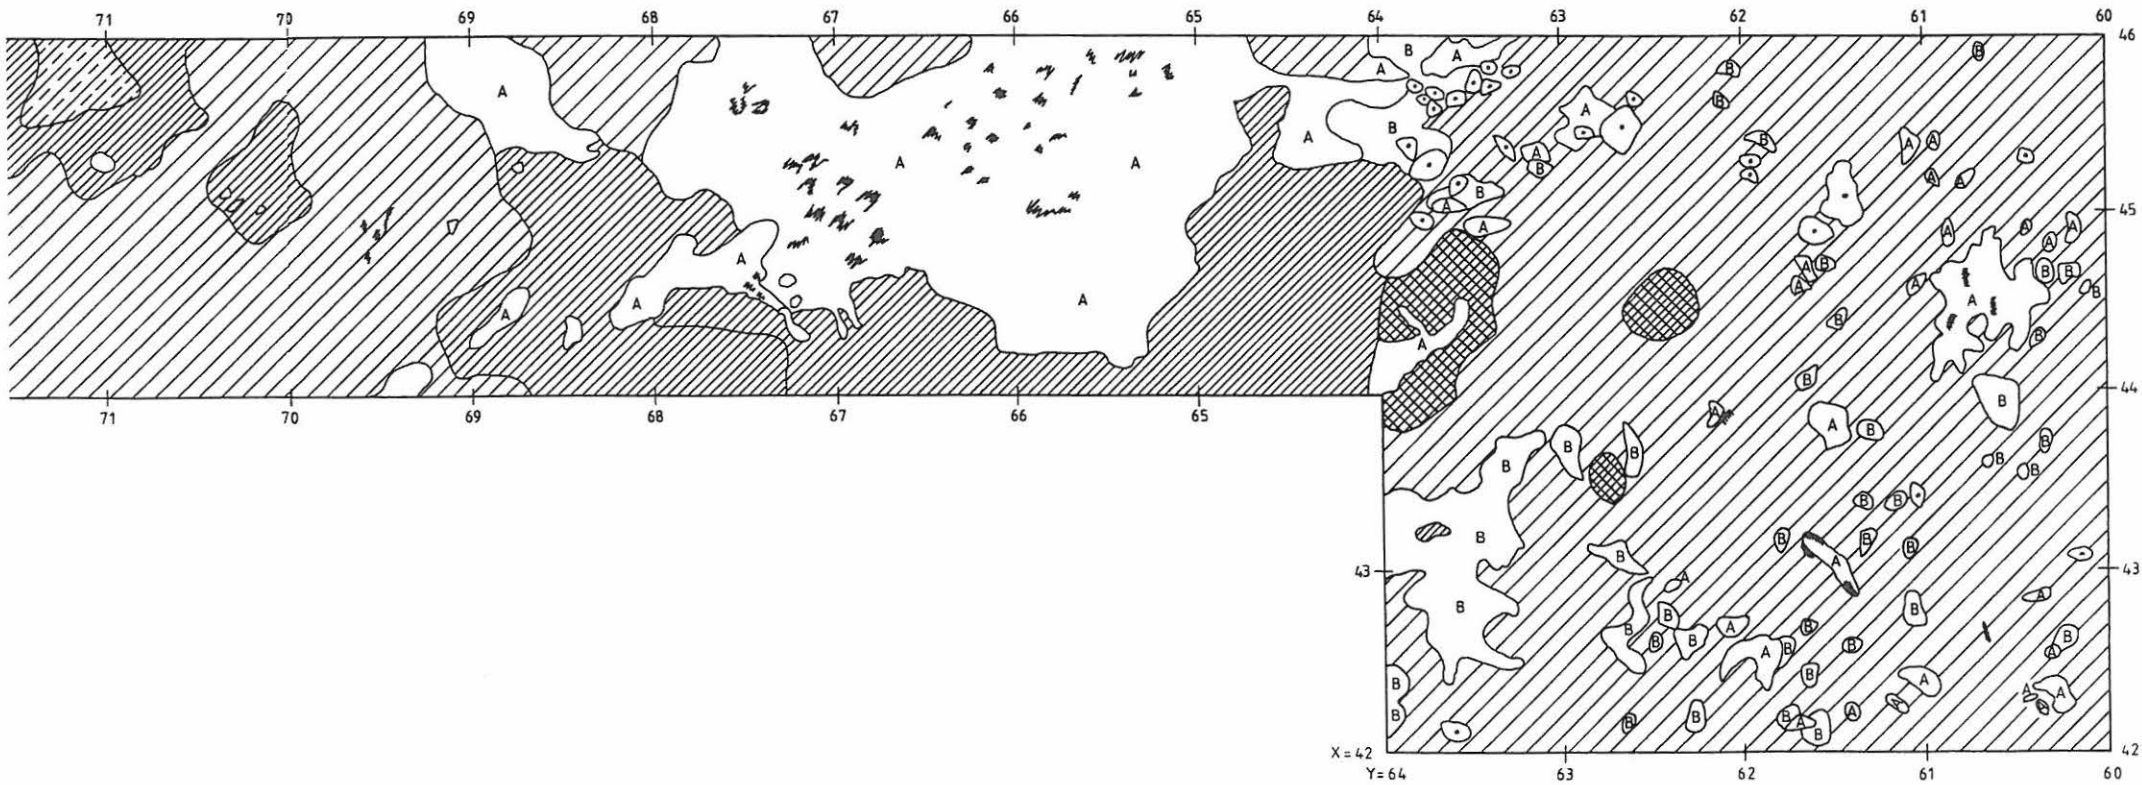 71 70 69 68 67 66 65 64 63 62 61 60
46
B A B
A B
A B
A A B
B A A
A B A A A
A A B
B A A
A B
A A A A
A A A A
A B A B B
A A B
A A A B
A A B B
B
B 44
A B
71 70 69 68 67 66 65
A A B
B B B B
B B B
B B B
B B A B B
43 B A 43
A A
B B B
B A B B
B B B A B B A
B B A A
B B A A
B B B A A B A
X=42 42
Y=64 63 62 61 60
45